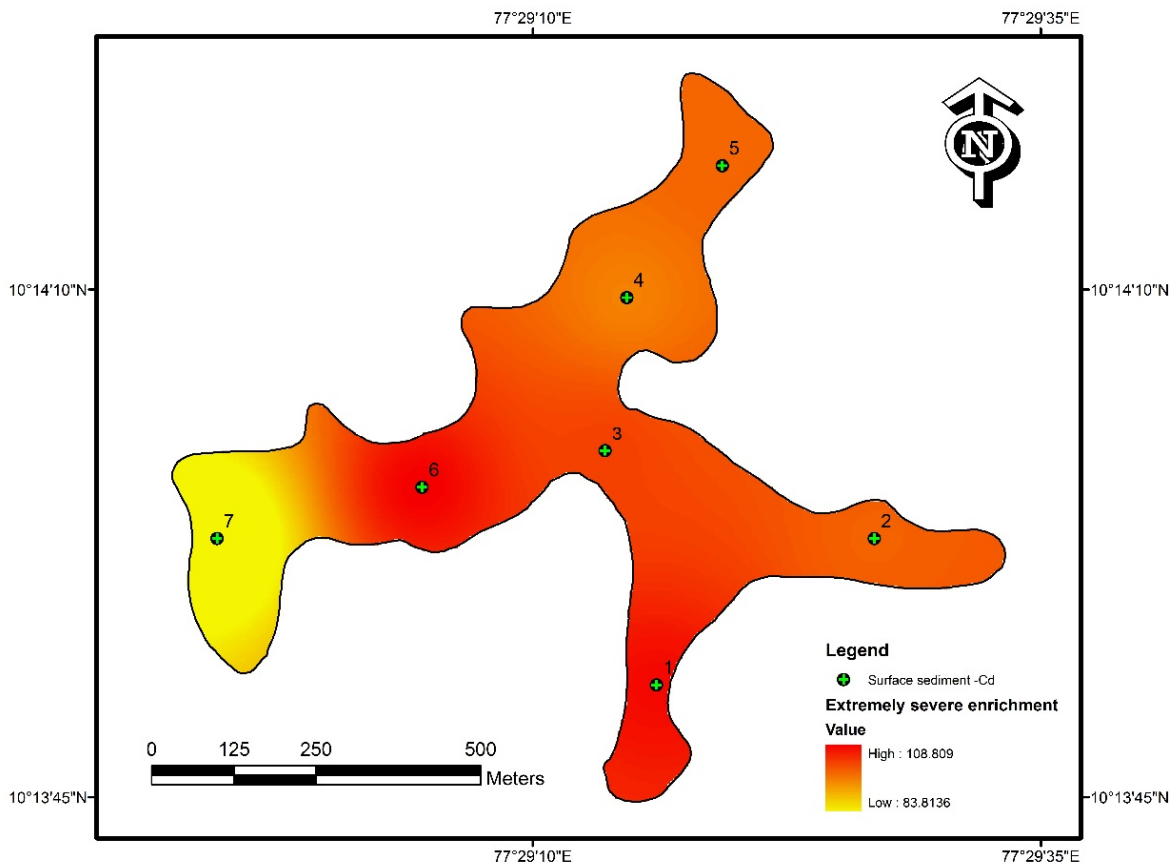 77°29'10"E 77°29'35"E
N
5
4
10°14'10"N 10°14'10"N
3
6
7
2
1
Legend
Surface sediment -Cd
Extremely severe enrichment
Value
High : 108.809
Low : 83.8136
0 125 250 500
Meters
10°13'45"N 10°13'45"N
77°29'10"E 77°29'35"E